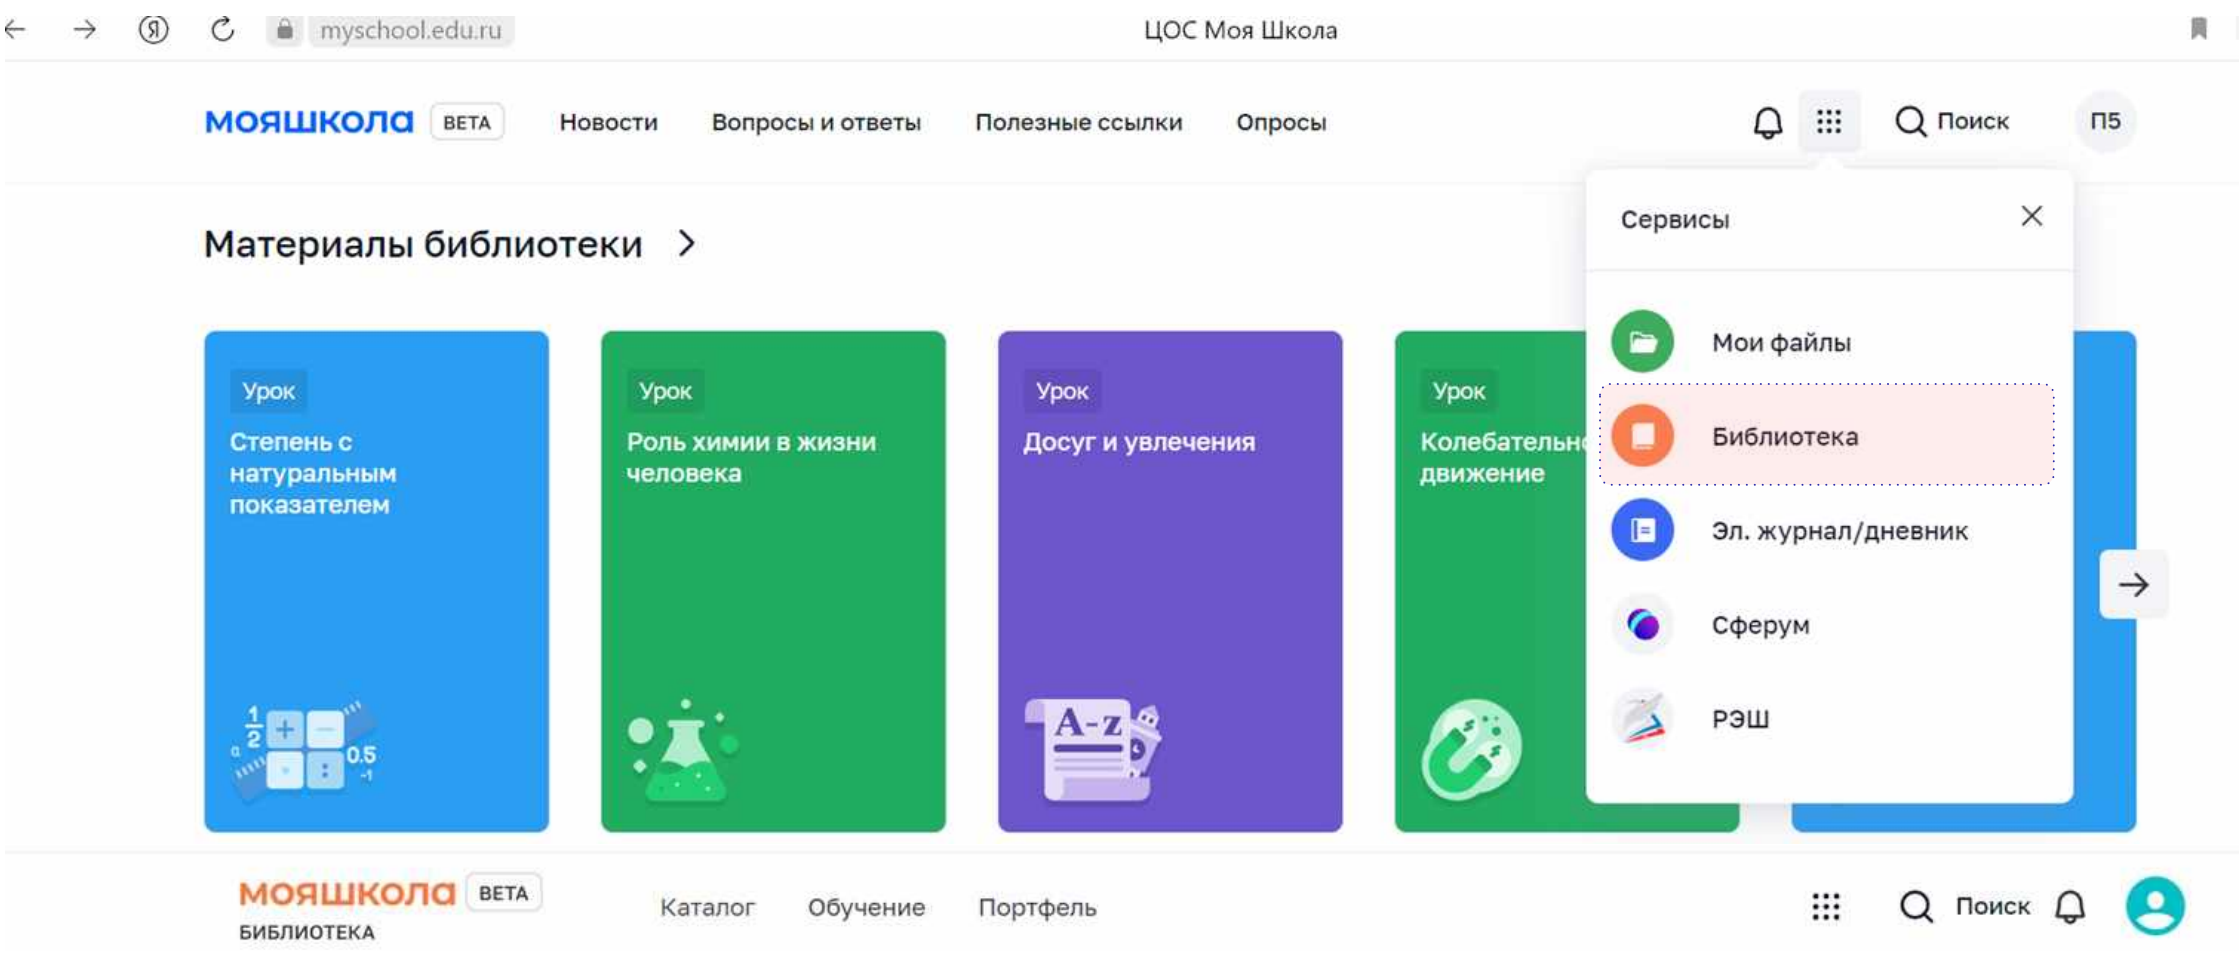 myschool.edu.ru
ЦОС Моя Школа
мояшкола
BETA
Новости
Вопросы и ответы
Полезные ссылки
Опросы
Поиск
П5
Материалы библиотеки
Сервисы
Мои файлы
Библиотека
Эл. журнал/дневник
Сферум
РЭШ
Урок
Степень с
натуральным
показателем
1
2
a
0.5
-1
Урок
Роль химии в жизни
человека
Урок
Досуг и увлечения
A-z
Урок
Колебательн
движение
мояшкола
BETA
БИБЛИОТЕКА
Каталог
Обучение
Портфель
Поиск